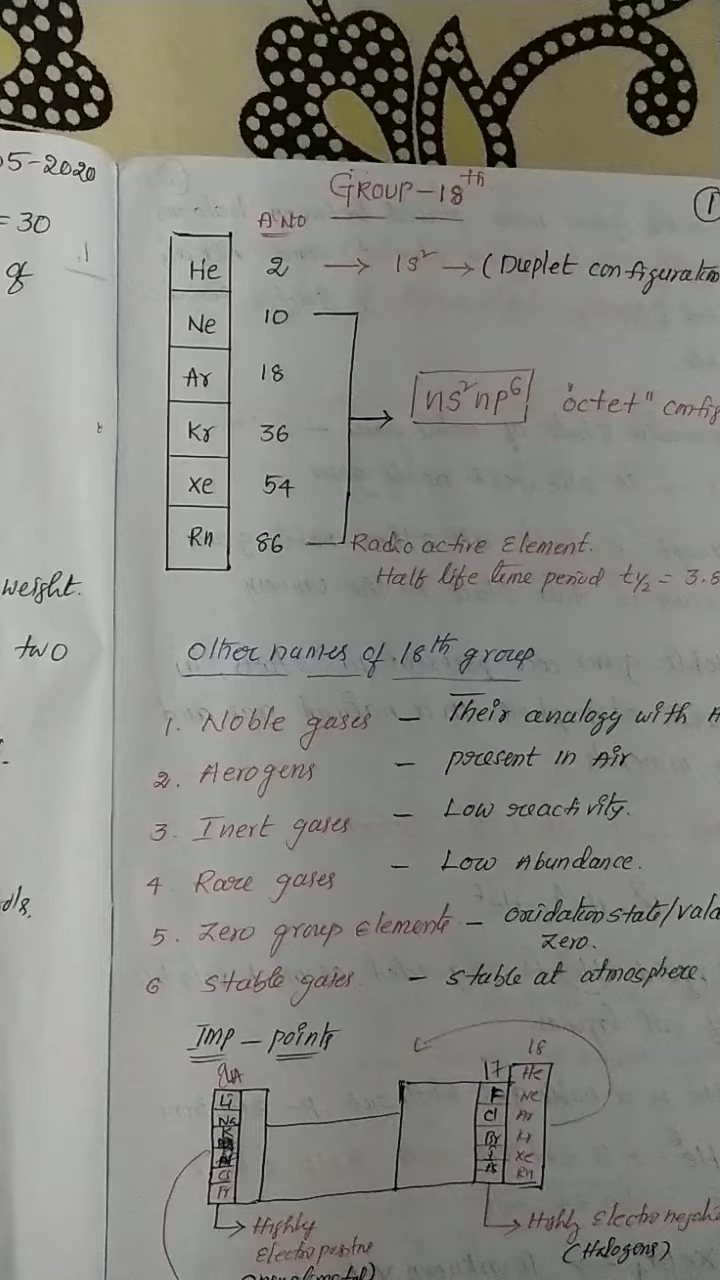 05-2020
= 30
of
weight.
two
GROUP-18th
1
A.NO
He 2 → 1s² → (Duplet configuration
Ne 10
Ar 18
ns²np⁶ "octet" config
Kr 36
Xe 54
Rn 86 — Radio active Element.
Half life time period t½ = 3.8
Other names of 18th group
1. Noble gases — Their analogy with A
2. Aerogens — present in Air
3. Inert gases — Low reactivity.
4 Rare gases — Low Abundance.
5. Zero group Elements — oxidation state/vala
Zero.
6 Stable gases — stable at atmosphere.
Imp - points
17 18
Li F He
Na Cl Ne
K Br Ar
I Kr
Cs As Xe
Fr Rn
Highly
Electropositive
Highly Electronegativ
(Halogens)